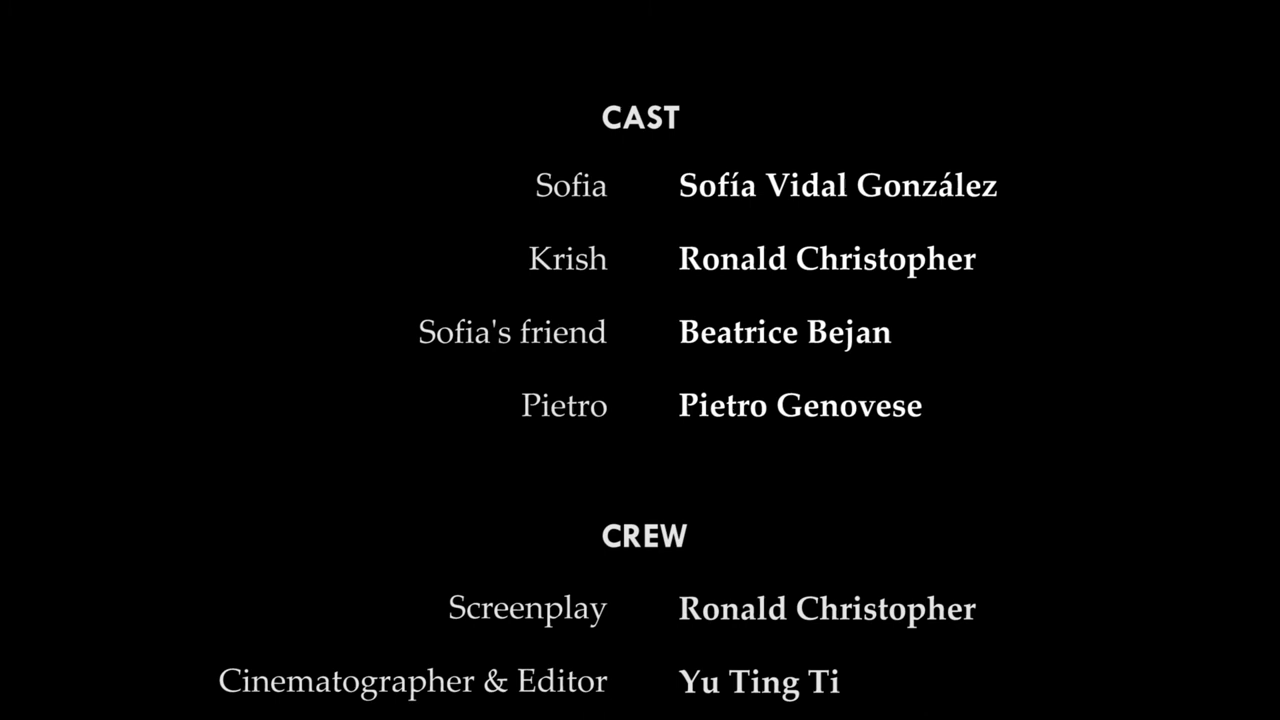 CAST
Sofia Sofía Vidal González
Krish Ronald Christopher
Sofia's friend Beatrice Bejan
Pietro Pietro Genovese
CREW
Screenplay Ronald Christopher
Cinematographer & Editor Yu Ting Ti